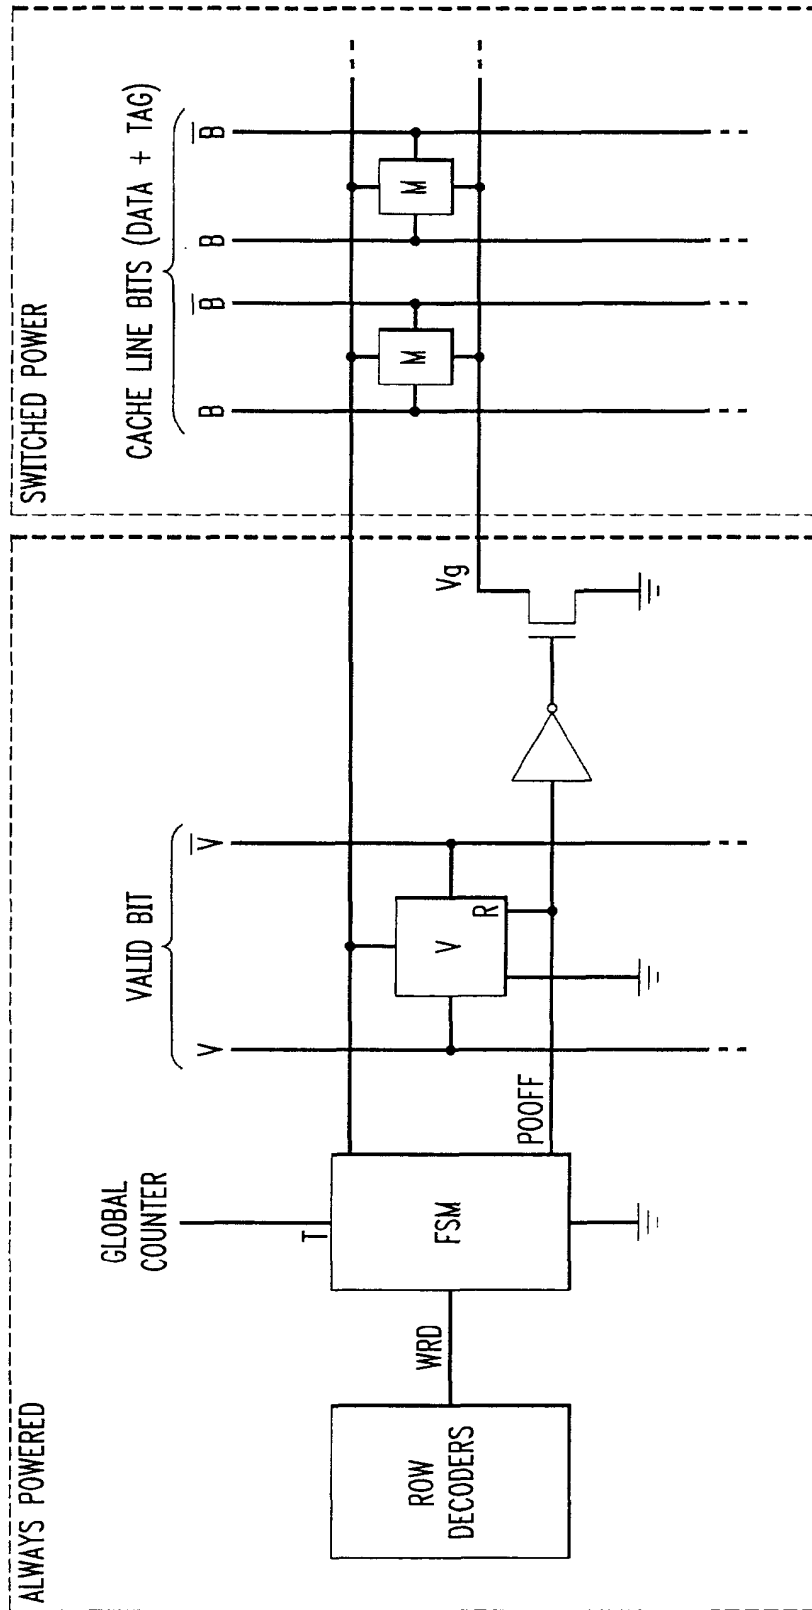 ALWAYS POWERED
ROW
DECODERS
WRD
GLOBAL
COUNTER
T
FSM
POOFF
VALID BIT
V
V̅
V
R
Vg
SWITCHED POWER
CACHE LINE BITS (DATA + TAG)
B
B̅
B
B̅
M
M